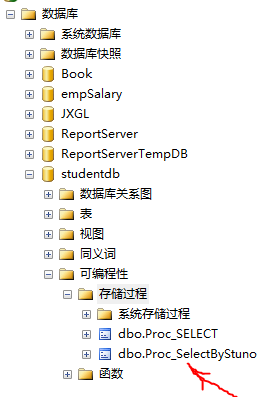 数据库
系统数据库
数据库快照
Book
empSalary
JXGL
ReportServer
ReportServerTempDB
studentdb
数据库关系图
表
视图
同义词
可编程性
存储过程
系统存储过程
dbo.Proc_SELECT
dbo.Proc_SelectByStuno
函数